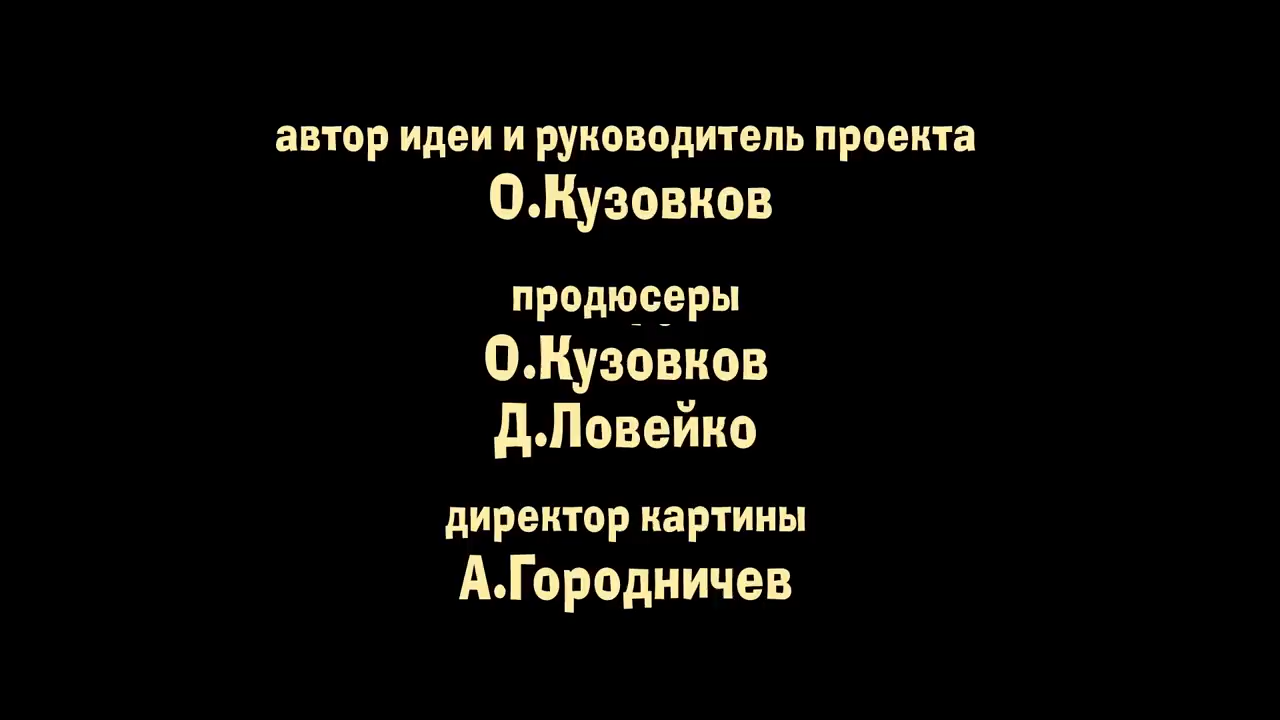 автор идеи и руководитель проекта
О.Кузовков
продюсеры
О.Кузовков
Д.Ловейко
директор картины
А.Городничев